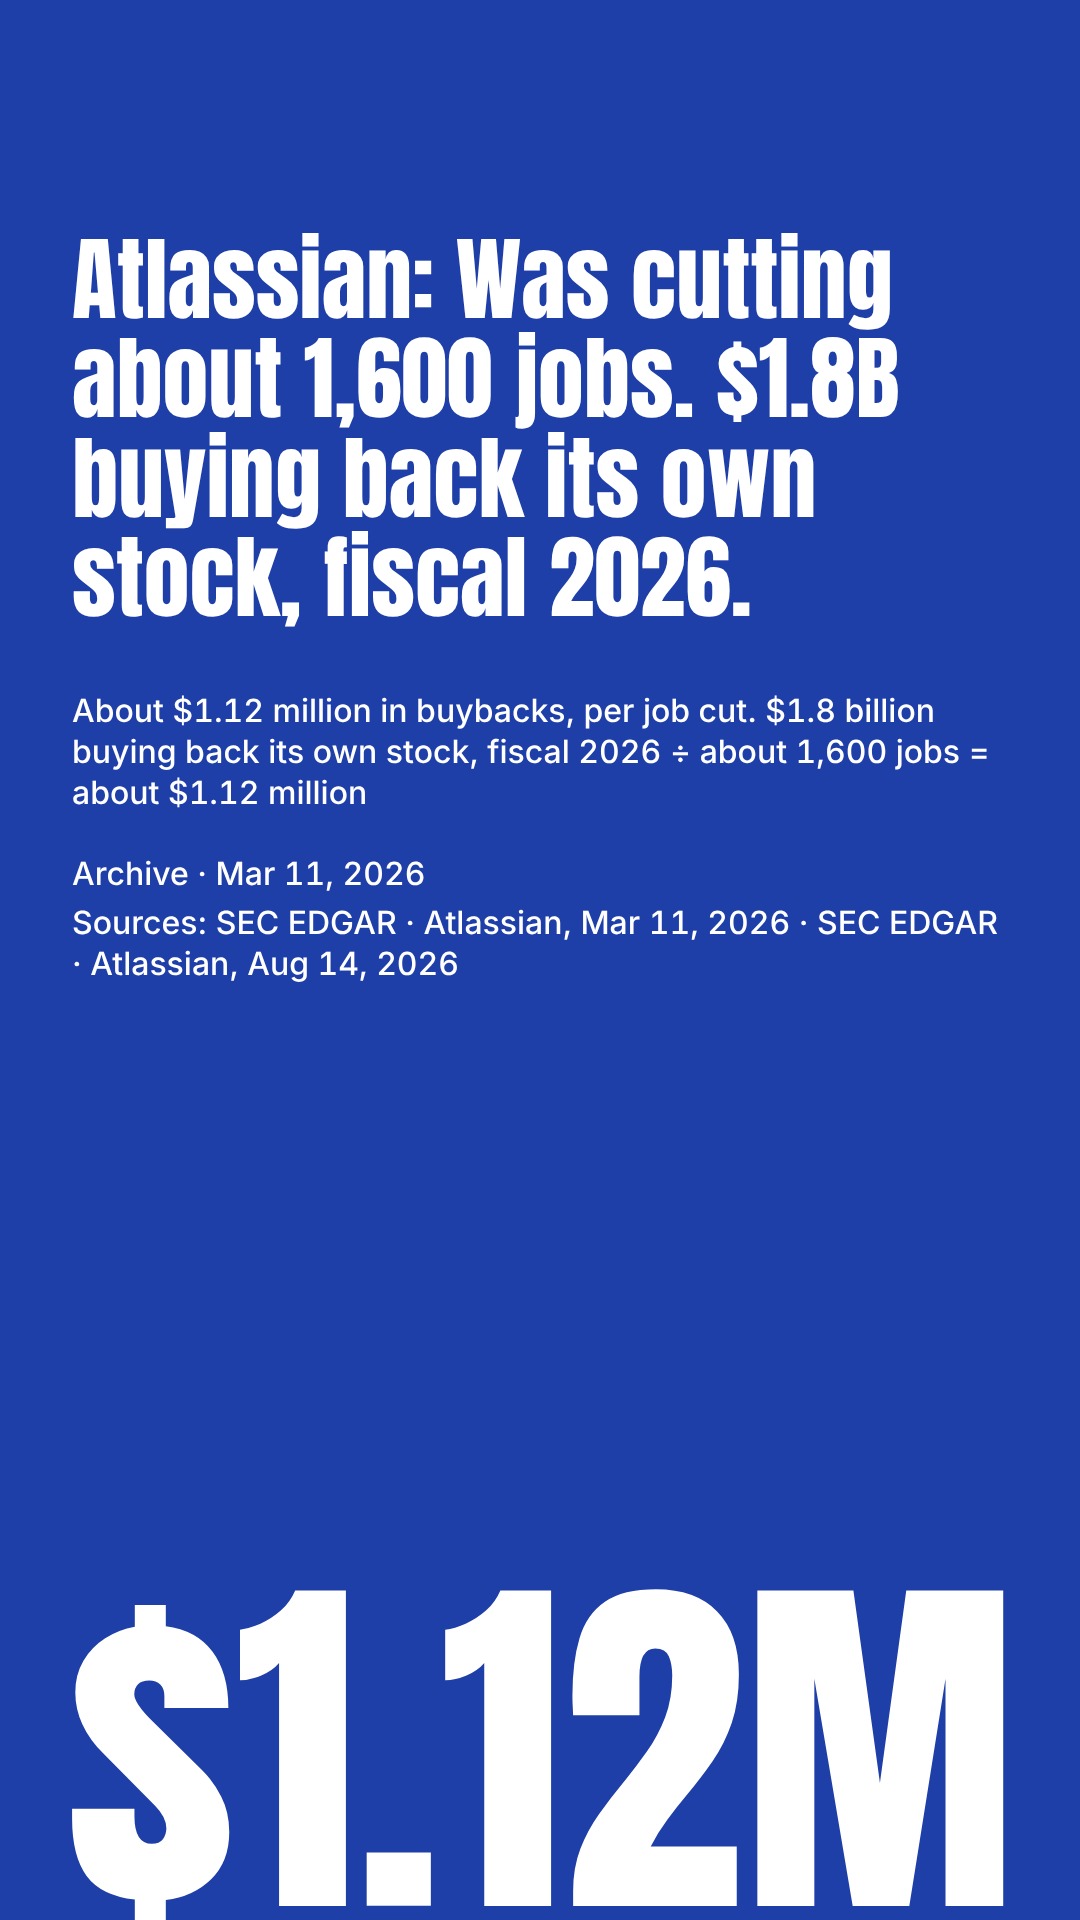 Atlassian: Was cutting
about 1,600 jobs. $1.8B
buying back its own
stock, fiscal 2026.
About $1.12 million in buybacks, per job cut. $1.8 billion
buying back its own stock, fiscal 2026 ÷ about 1,600 jobs =
about $1.12 million
Archive · Mar 11, 2026
Sources: SEC EDGAR · Atlassian, Mar 11, 2026 · SEC EDGAR
· Atlassian, Aug 14, 2026
$1.12M